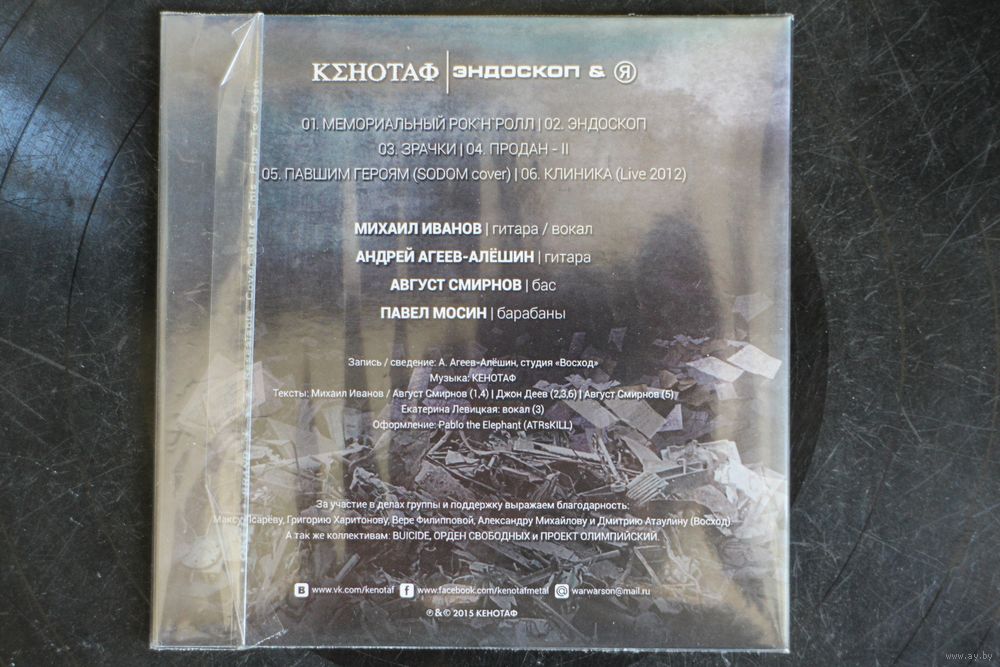 КΣНОТАФ | ЭНДОСКОП & Я
01. МЕМОРИАЛЬНЫЙ РОК`Н`РОЛЛ | 02. ЭНДОСКОП
03. ЗРАЧКИ | 04. ПРОДАН - II
05. ПАВШИМ ГЕРОЯМ (SODOM cover) | 06. КЛИНИКА (Live 2012)
МИХАИЛ ИВАНОВ | гитара / вокал
АНДРЕЙ АГЕЕВ-АЛЁШИН | гитара
АВГУСТ СМИРНОВ | бас
ПАВЕЛ МОСИН | барабаны
Запись / сведение: А. Агеев-Алёшин, студия «Восход»
Музыка: КЕНОТАФ
Тексты: Михаил Иванов / Август Смирнов (1,4) | Джон Деев (2,3,6) | Август Смирнов (5)
Екатерина Левицкая: вокал (3)
Оформление: Pablo the Elephant (ATRsKILL)
За участие в делах группы и поддержку выражаем благодарность:
Григорию Харитонову, Вере Филипповой, Александру Михайлову и Дмитрию Атаулину (Восход)
А так же коллективам: BUICIDE, ОРДЕН СВОБОДНЫХ и ПРОЕКТ ОЛИМПИЙСКИЙ.
www.vk.com/kenotaf f www.facebook.com/kenotafmetal @ warwarson@mail.ru
℗ & © 2015 КЕНОТАФ
www.ay.by